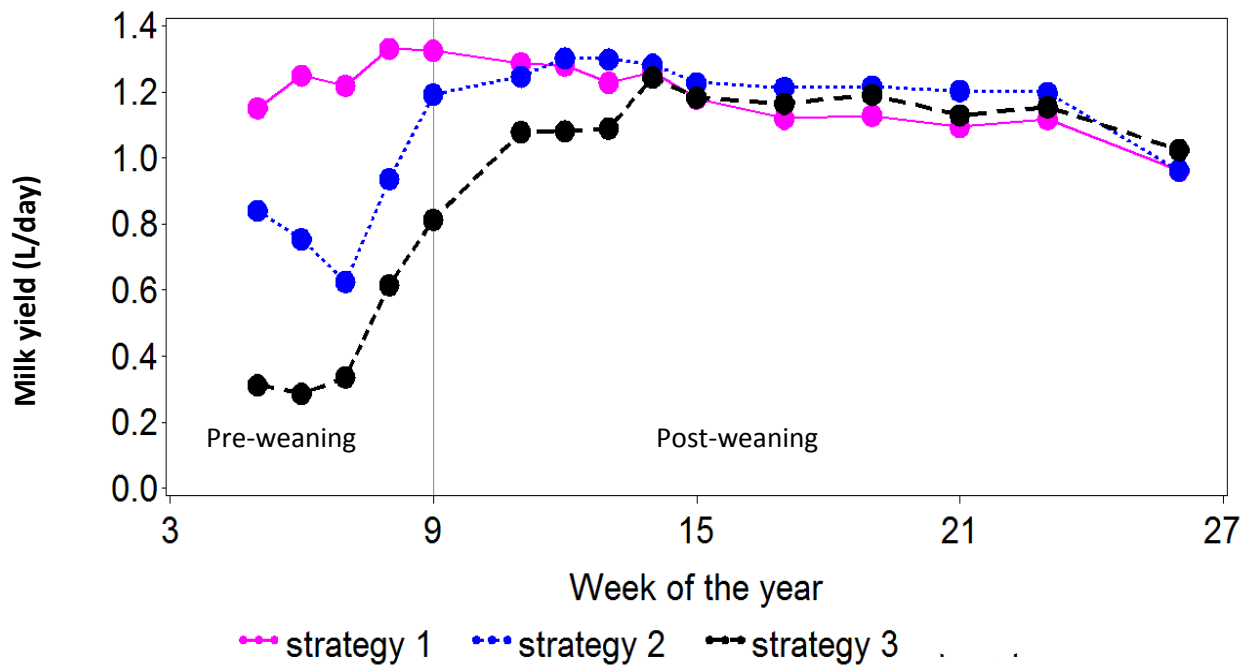 Milk yield (L/day)
1.4
1.2
1.0
0.8
0.6
0.4
0.2
0.0
Pre-weaning Post-weaning
3 9 15 21 27
Week of the year
strategy 1 strategy 2 strategy 3